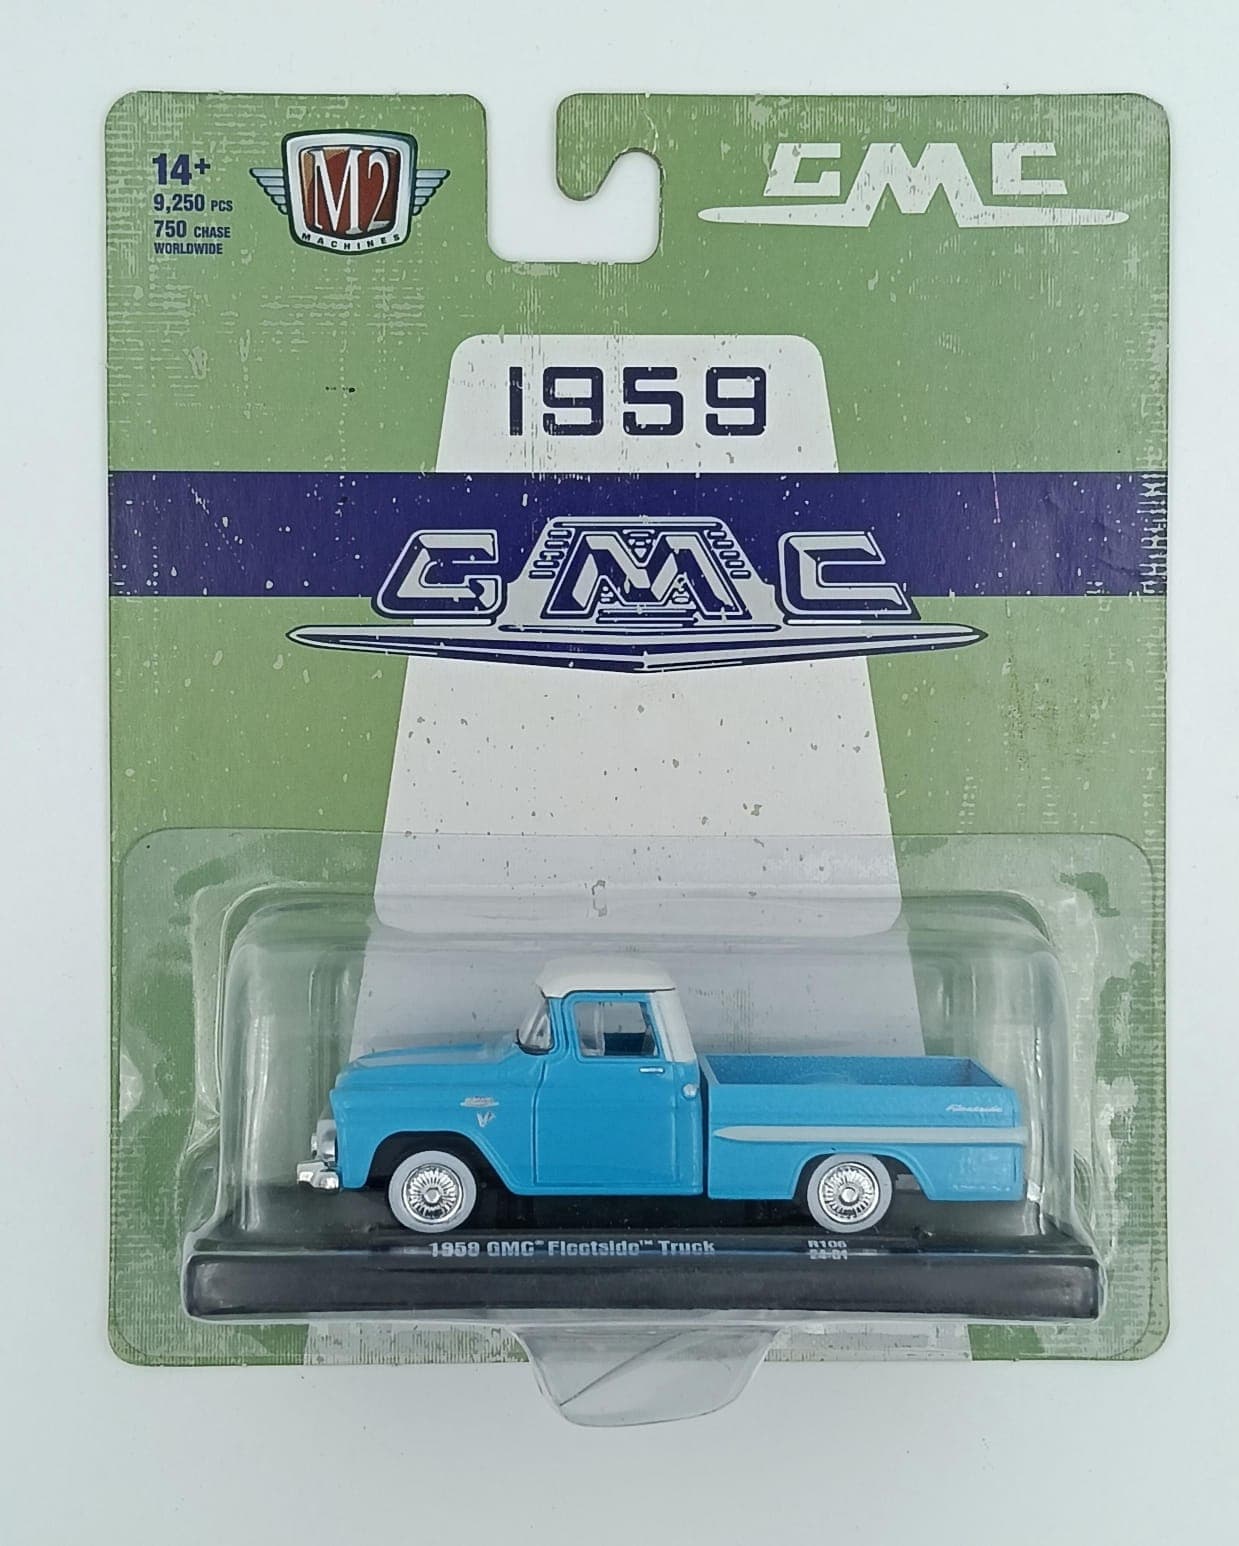 14+
9,250 PCS
750 CHASE
WORLDWIDE
M2
MACHINES
GMC
1959
GMC
Fleetside
1959 GMC® Fleetside™ Truck
R106
24-01